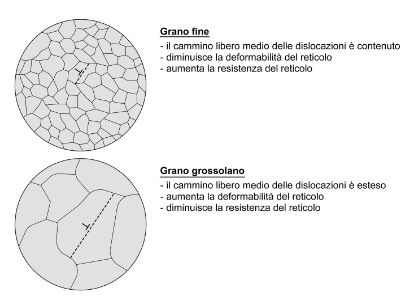 Grano fine
- il cammino libero medio delle dislocazioni è contenuto
- diminuisce la deformabilità del reticolo
- aumenta la resistenza del reticolo
Grano grossolano
- il cammino libero medio delle dislocazioni è esteso
- aumenta la deformabilità del reticolo
- diminuisce la resistenza del reticolo